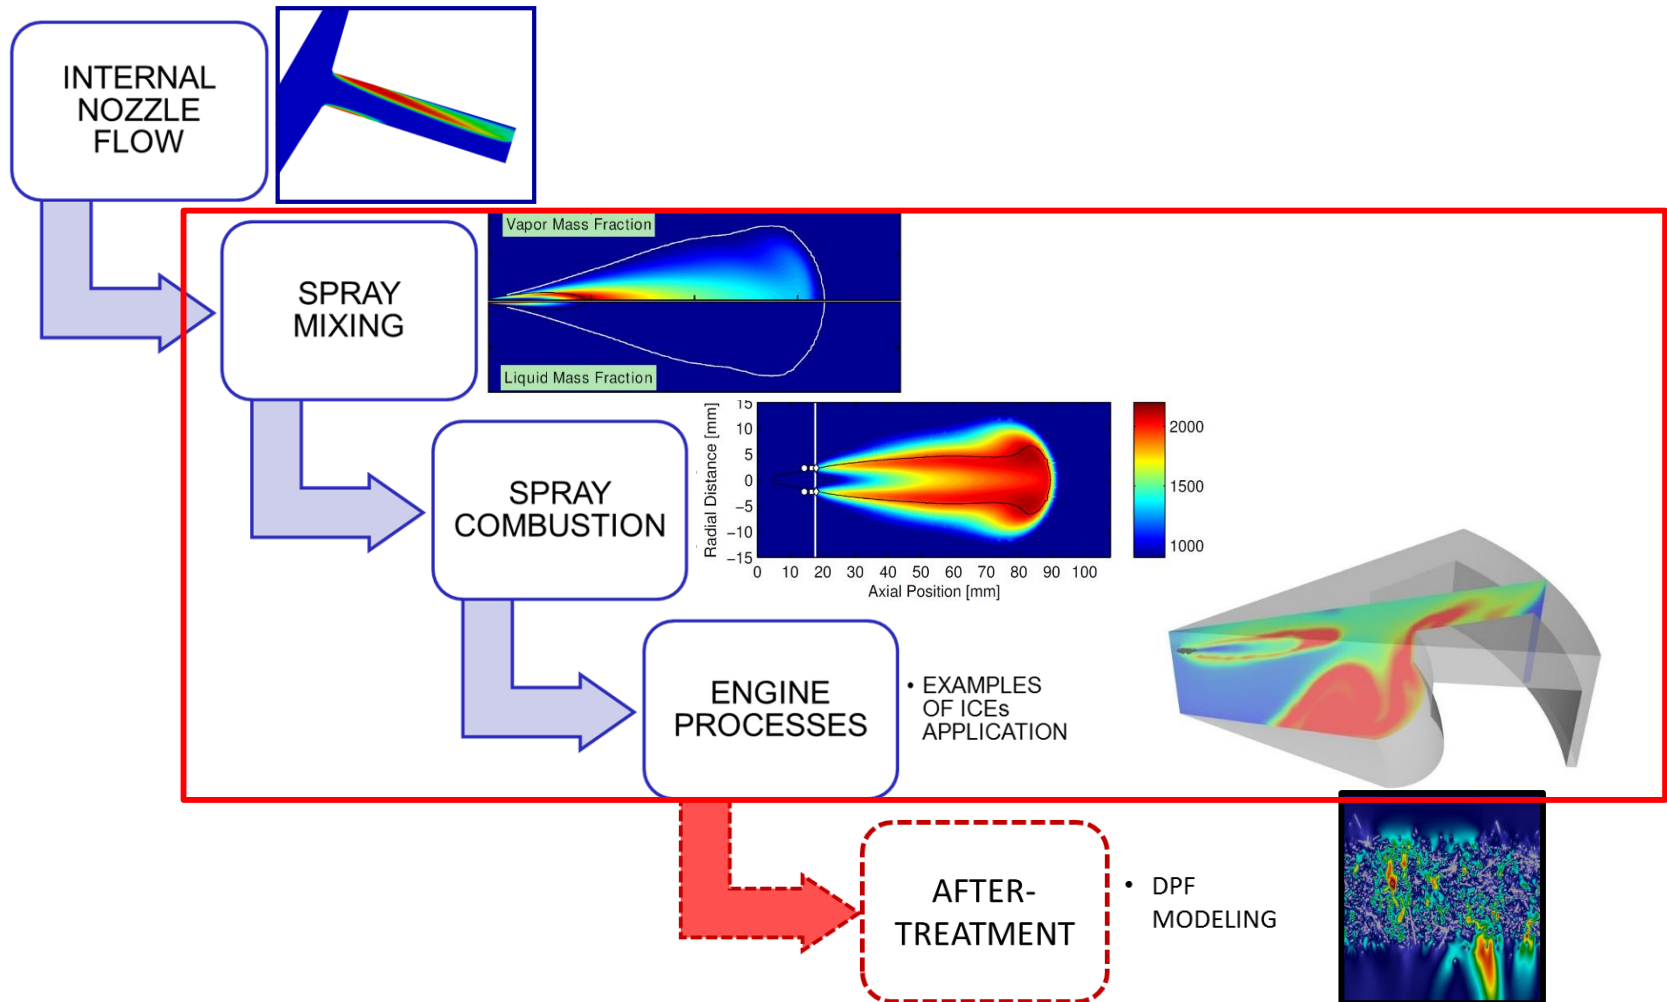 INTERNAL
NOZZLE
FLOW
SPRAY
MIXING
Vapor Mass Fraction
Liquid Mass Fraction
SPRAY
COMBUSTION
Radial Distance [mm]
15
10
5
0
−5
−10
−15
0 10 20 30 40 50 60 70 80 90 100
Axial Position [mm]
2000
1500
1000
ENGINE
PROCESSES
• EXAMPLES
OF ICEs
APPLICATION
AFTER-
TREATMENT
• DPF
MODELING